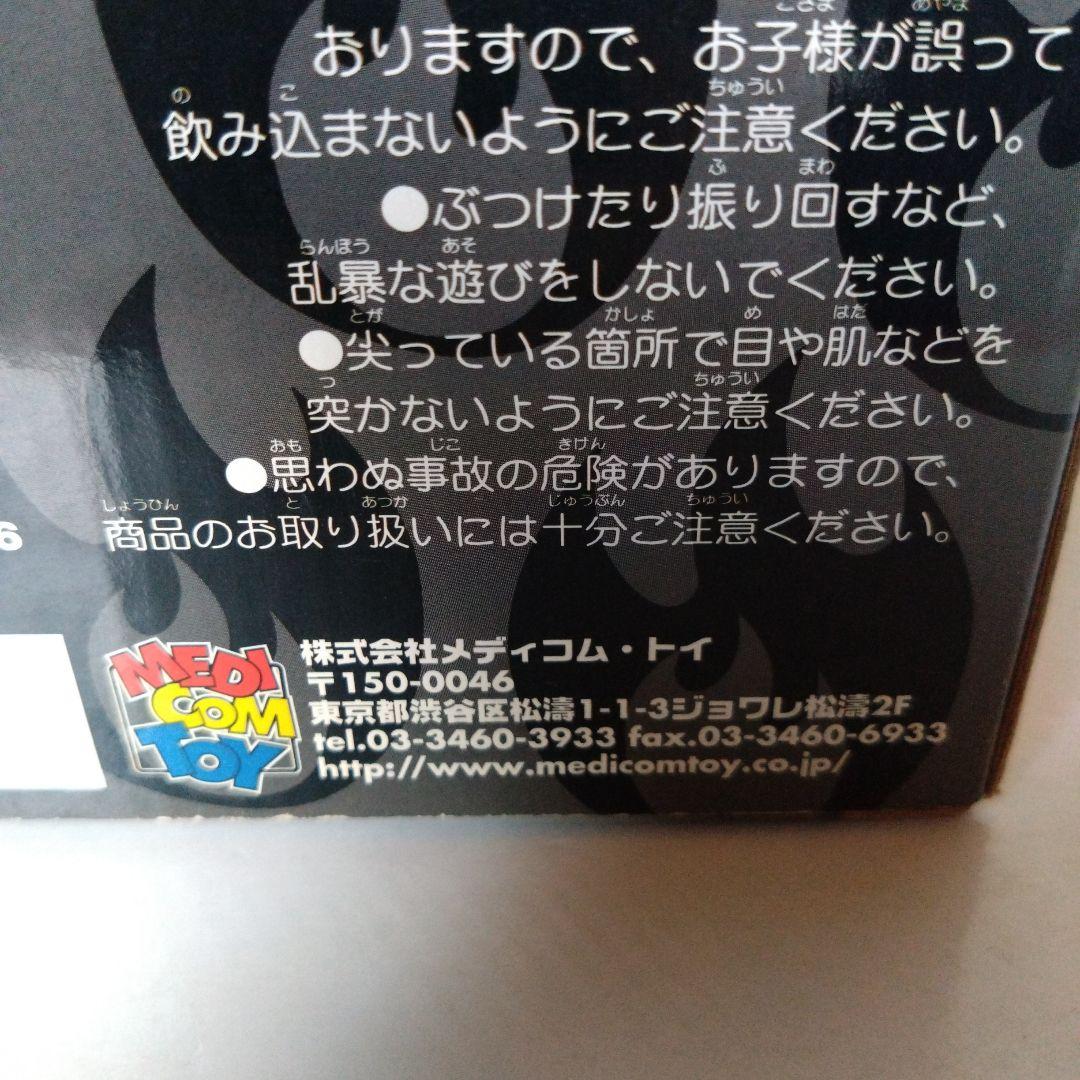 おりますので、お子様が誤って
飲み込まないようにご注意ください。
●ぶつけたり振り回すなど、
乱暴な遊びをしないでください。
●尖っている箇所で目や肌などを
突かないようにご注意ください。
●思わぬ事故の危険がありますので、
商品のお取り扱いには十分ご注意ください。
6
MEDI
COM
TOY
株式会社メディコム・トイ
〒150-0046
東京都渋谷区松濤1-1-3ジョワレ松濤2F
tel.03-3460-3933 fax.03-3460-6933
http://www.medicomtoy.co.jp/